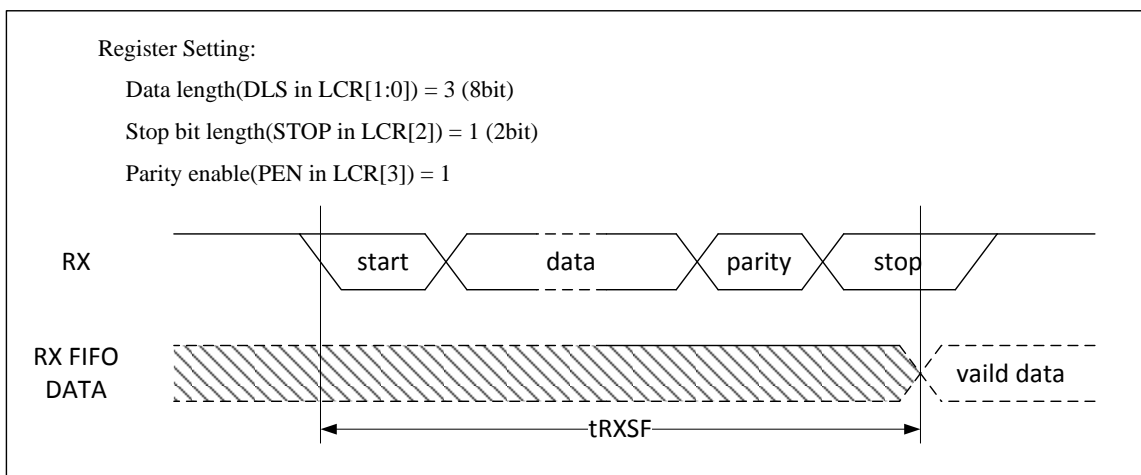 Register Setting:
Data length(DLS in LCR[1:0]) = 3 (8bit)
Stop bit length(STOP in LCR[2]) = 1 (2bit)
Parity enable(PEN in LCR[3]) = 1
RX start data parity stop
RX FIFO
DATA
vaild data
tRXSF